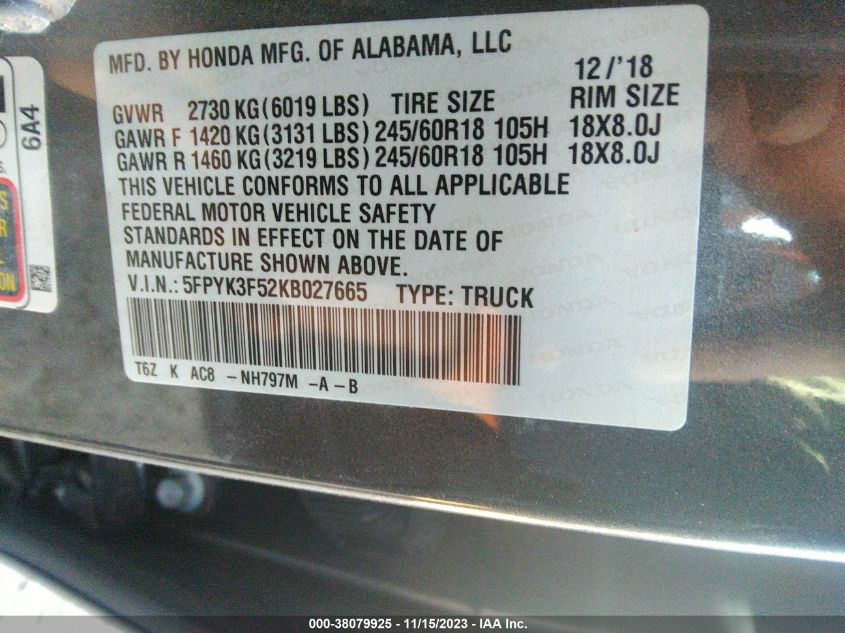 MFD. BY HONDA MFG. OF ALABAMA, LLC
12/'18
GVWR 2730 KG(6019 LBS) TIRE SIZE RIM SIZE
GAWR F 1420 KG(3131 LBS) 245/60R18 105H 18X8.0J
GAWR R 1460 KG(3219 LBS) 245/60R18 105H 18X8.0J
THIS VEHICLE CONFORMS TO ALL APPLICABLE
FEDERAL MOTOR VEHICLE SAFETY
STANDARDS IN EFFECT ON THE DATE OF
MANUFACTURE SHOWN ABOVE.
V.I.N.: 5FPYK3F52KB027665 TYPE: TRUCK
T6Z K AC8 -NH797M -A-B
6A4
000-38079925 - 11/15/2023 - IAA Inc.